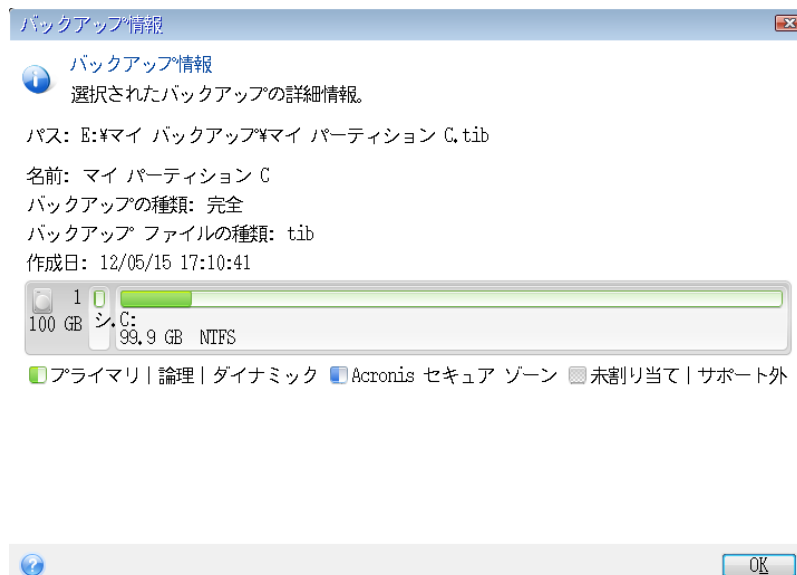 バックアップ情報
バックアップ情報
選択されたバックアップの詳細情報。
パス: E:¥マイ バックアップ¥マイ パーティション C.tib
名前: マイ パーティション C
バックアップの種類: 完全
バックアップ ファイルの種類: tib
作成日: 12/05/15 17:10:41
1
100 GB シ. C:
99.9 GB NTFS
プライマリ|論理|ダイナミック Acronis セキュア ゾーン 未割り当て|サポート外
OK